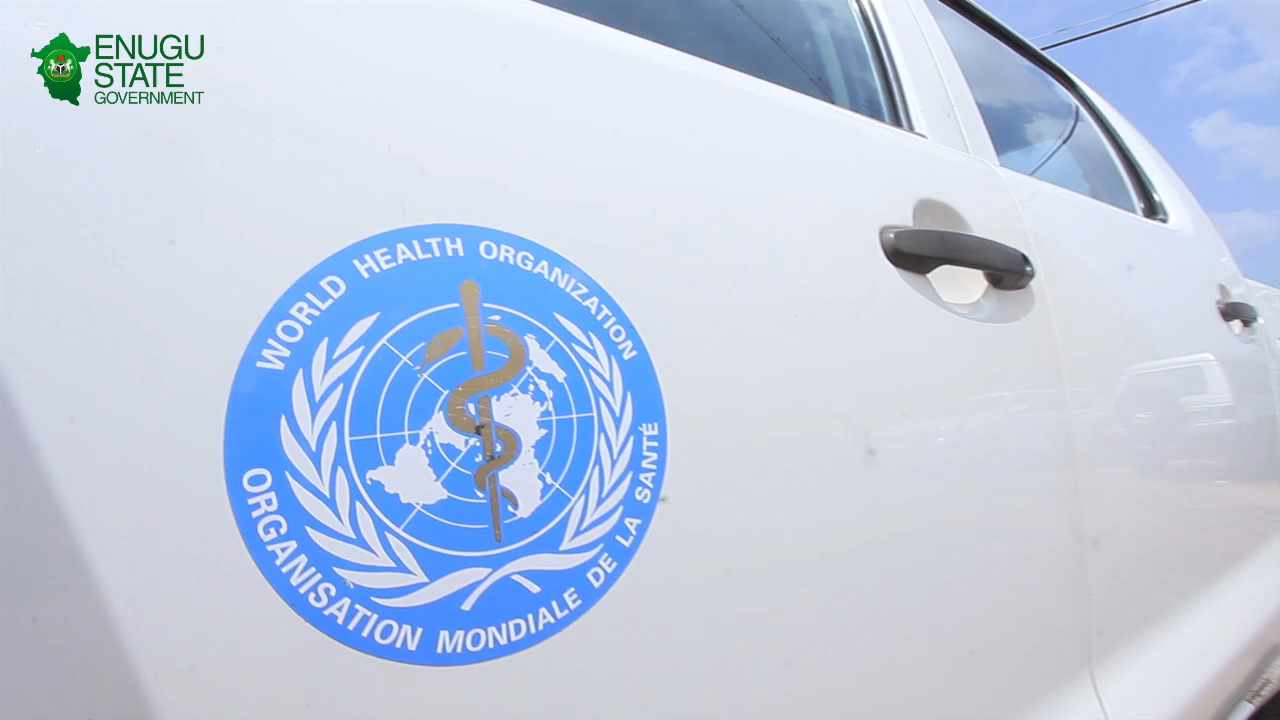 ENUGU
STATE
GOVERNMENT
WORLD HEALTH ORGANIZATION
ORGANISATION MONDIALE DE LA SANTÉ